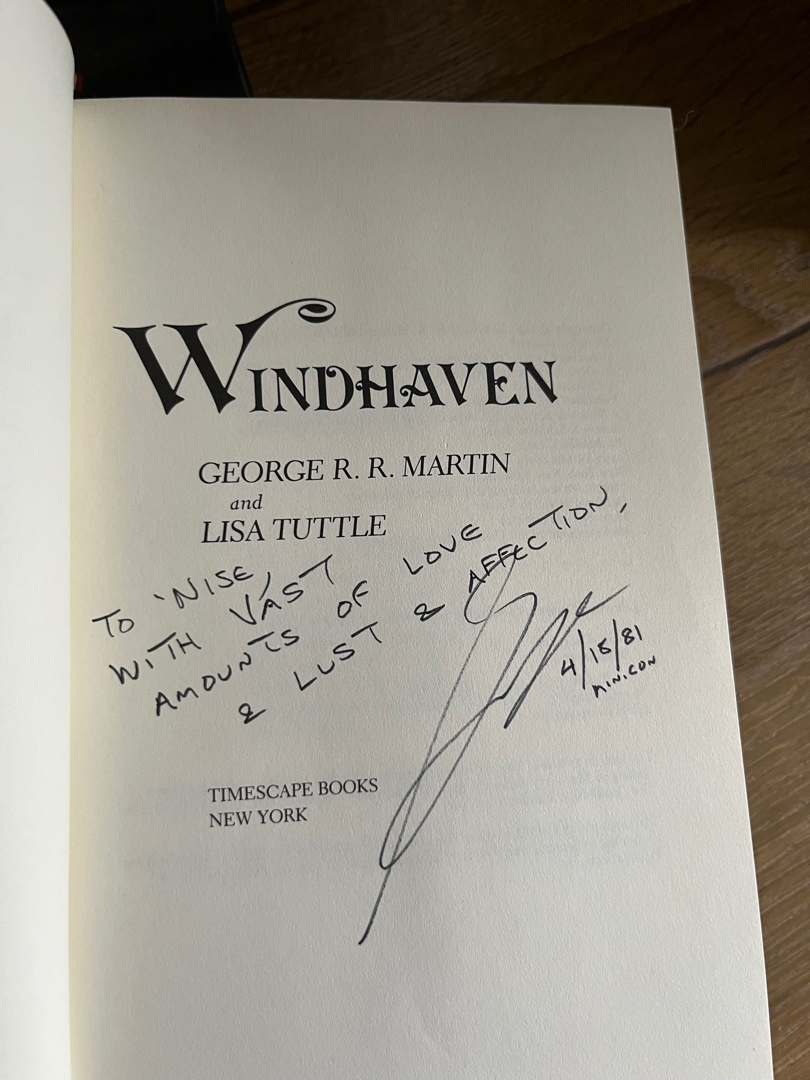 WINDHAVEN
GEORGE R. R. MARTIN
and
LISA TUTTLE
TO 'NISE,
WITH VAST
AMOUNTS OF LOVE
& LUST & AFFECTION,
4/18/81
MINICON
TIMESCAPE BOOKS
NEW YORK